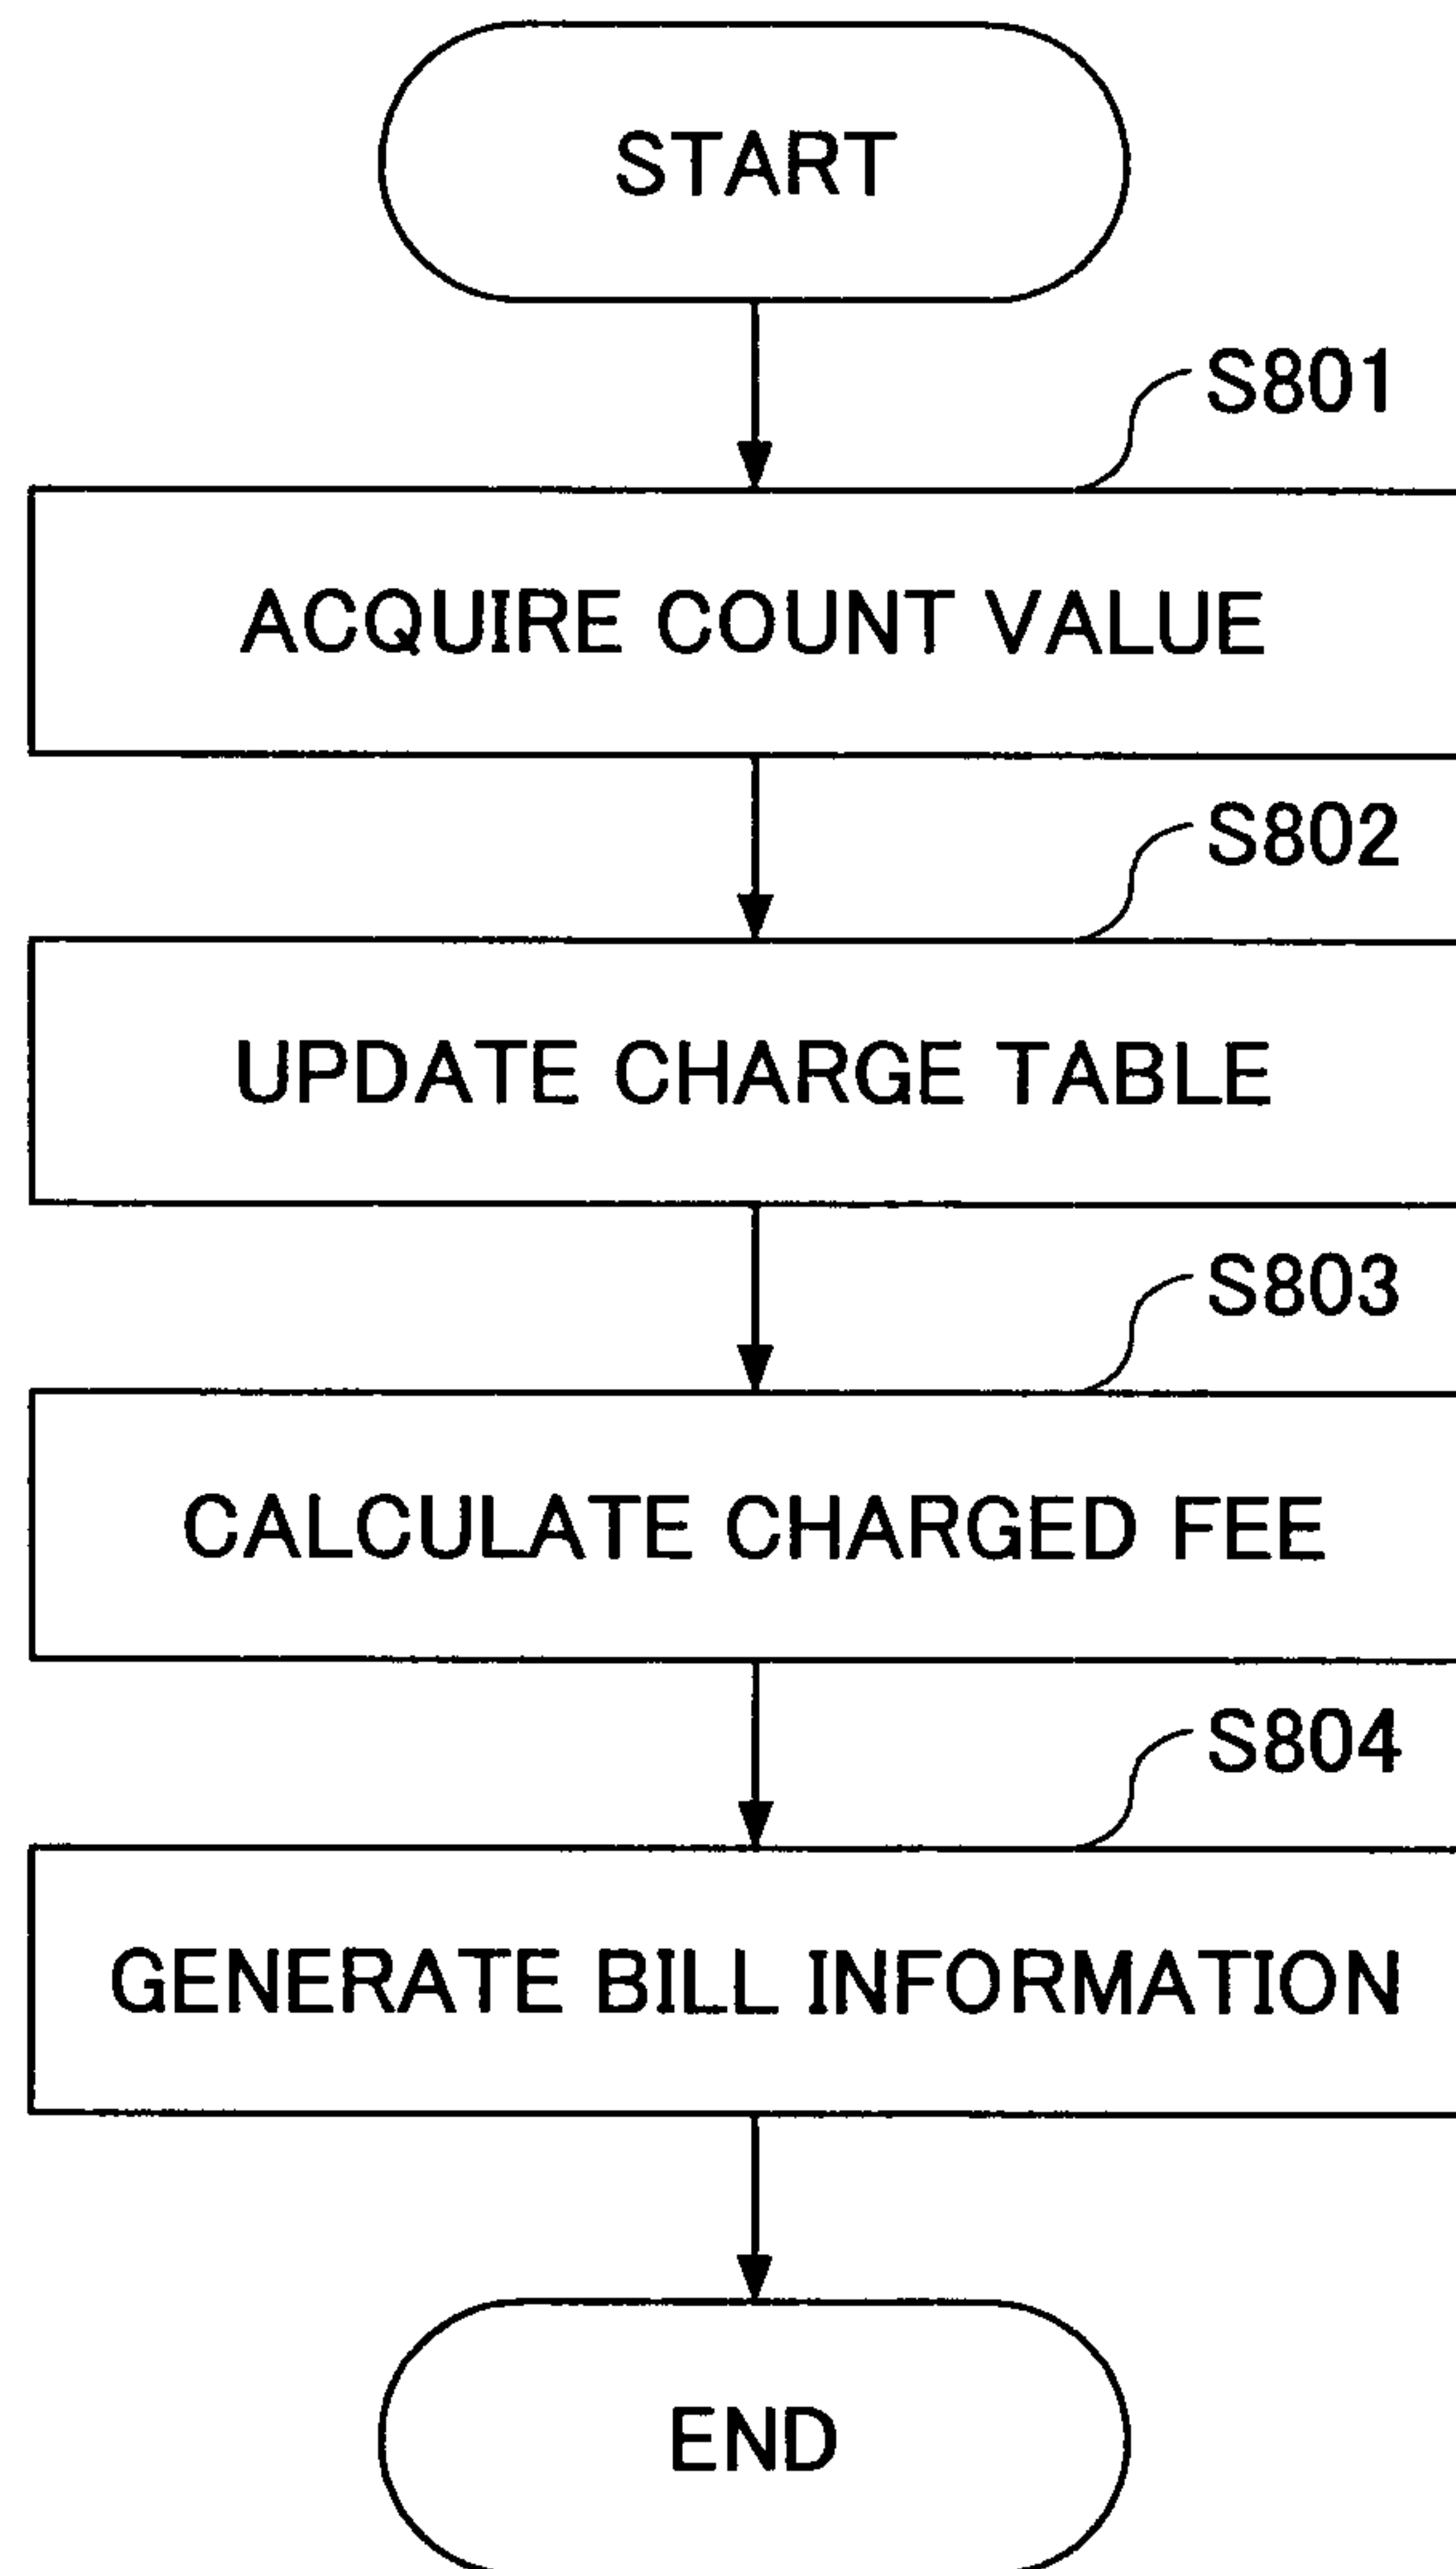 START
S801
ACQUIRE COUNT VALUE
S802
UPDATE CHARGE TABLE
S803
CALCULATE CHARGED FEE
S804
GENERATE BILL INFORMATION
END